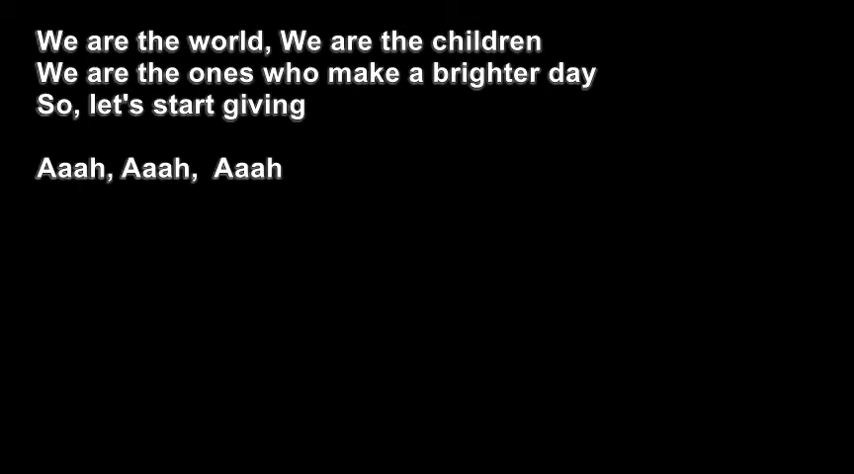 We are the world, We are the children
We are the ones who make a brighter day
So, let's start giving
Aaah, Aaah,  Aaah